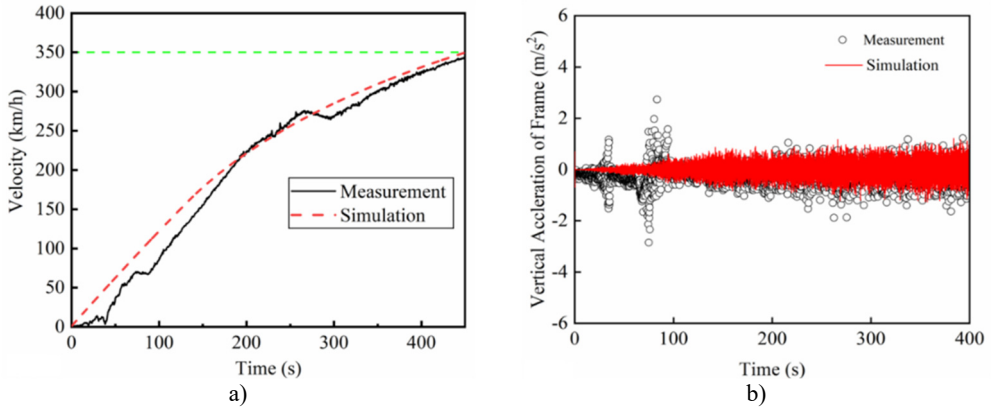 400
350
300
250
200
150
100
50
0
Velocity (km/h)
Measurement
Simulation
0 100 200 300 400
Time (s)
a)
6
4
2
0
-2
-4
-6
Vertical Accleration of Frame (m/s²)
Measurement
Simulation
0 100 200 300 400
Time (s)
b)